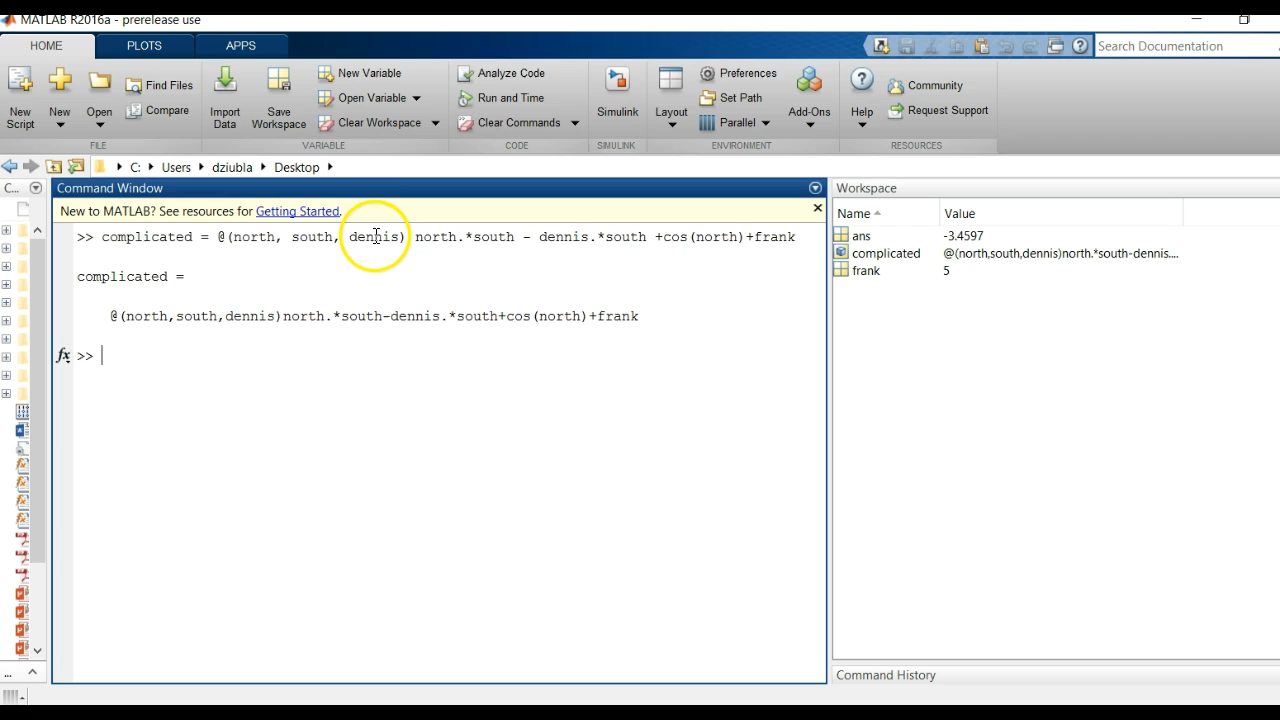 MATLAB R2016a - prerelease use
HOME PLOTS APPS
Search Documentation
New Script
New
Open
Find Files
Compare
FILE
Import Data
Save Workspace
New Variable
Open Variable
Clear Workspace
VARIABLE
Analyze Code
Run and Time
Clear Commands
CODE
Simulink
SIMULINK
Layout
Preferences
Set Path
Parallel
Add-Ons
ENVIRONMENT
Help
Community
Request Support
RESOURCES
C: Users dziubla Desktop
C...
Command Window
New to MATLAB? See resources for Getting Started.
>> complicated = @(north, south, dennis) north.*south - dennis.*south +cos(north)+frank
complicated =
@(north,south,dennis)north.*south-dennis.*south+cos(north)+frank
fx >>
Workspace
Name Value
ans -3.4597
complicated @(north,south,dennis)north.*south-dennis....
frank 5
...
Command History